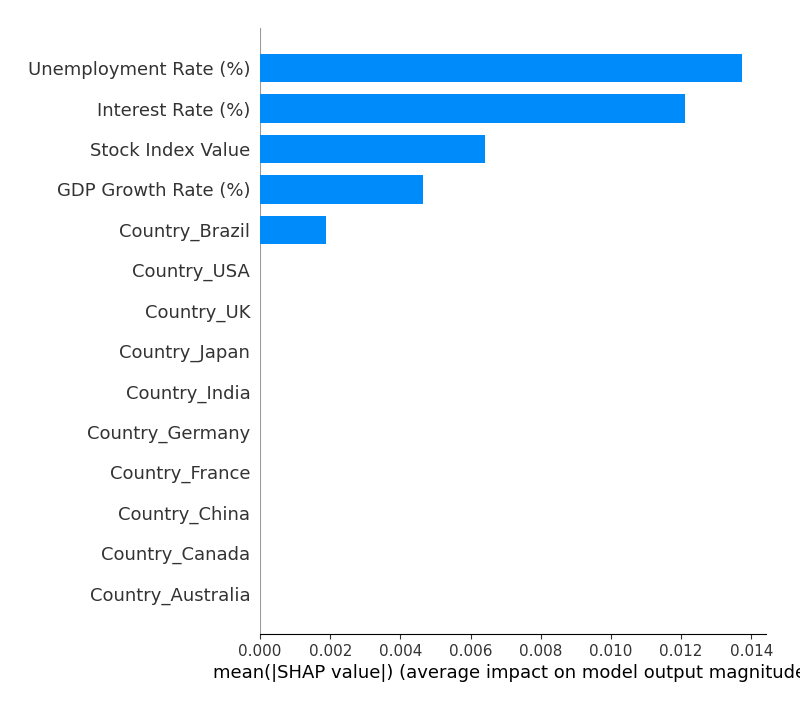 Unemployment Rate (%)
Interest Rate (%)
Stock Index Value
GDP Growth Rate (%)
Country_Brazil
Country_USA
Country_UK
Country_Japan
Country_India
Country_Germany
Country_France
Country_China
Country_Canada
Country_Australia
0.000 0.002 0.004 0.006 0.008 0.010 0.012 0.014
mean(|SHAP value|) (average impact on model output magnitude